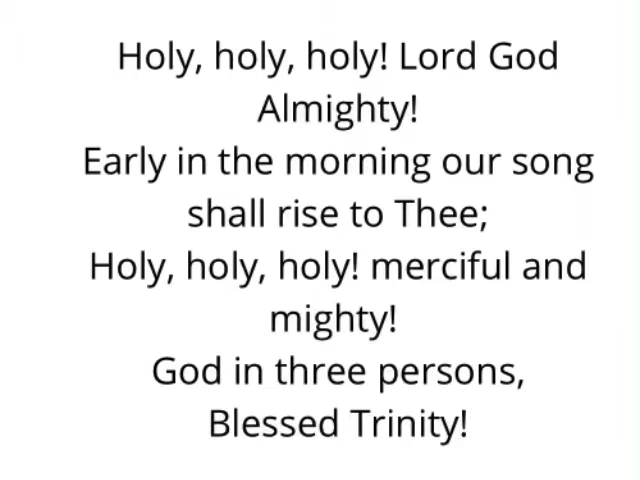 Holy, holy, holy! Lord God
Almighty!
Early in the morning our song
shall rise to Thee;
Holy, holy, holy! merciful and
mighty!
God in three persons,
Blessed Trinity!